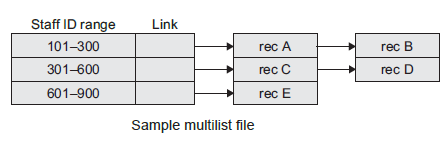 Staff ID range Link
101–300 rec A rec B
301–600 rec C rec D
601–900 rec E
Sample multilist file